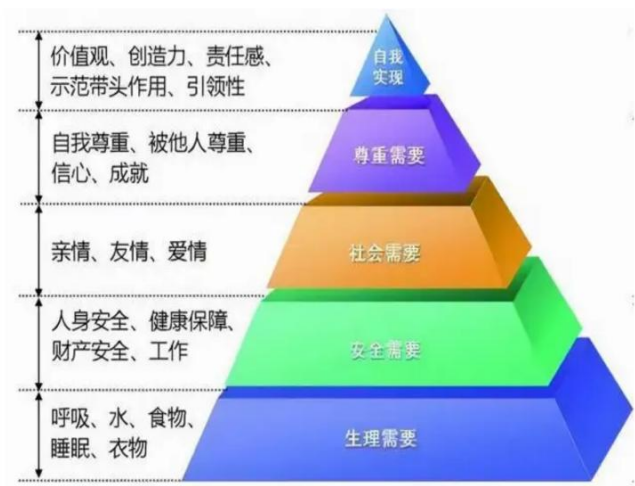 价值观、创造力、责任感、
示范带头作用、引领性
自我
实现
自我尊重、被他人尊重、
信心、成就
尊重需要
亲情、友情、爱情
社会需要
人身安全、健康保障、
财产安全、工作
安全需要
呼吸、水、食物、
睡眠、衣物
生理需要